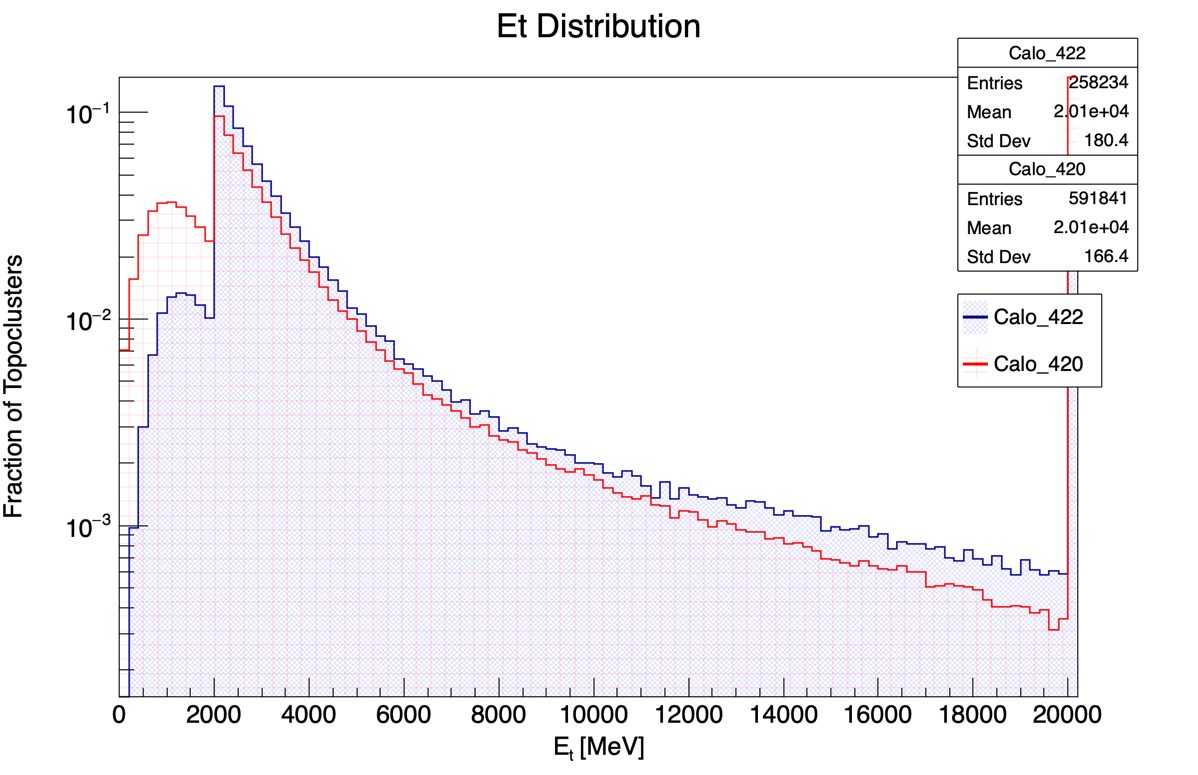 Et Distribution
Calo_422
Entries 258234
Mean 2.01e+04
Std Dev 180.4
Calo_420
Entries 591841
Mean 2.01e+04
Std Dev 166.4
Calo_422
Calo_420
Fraction of Topoclusters
10⁻¹
10⁻²
10⁻³
0 2000 4000 6000 8000 10000 12000 14000 16000 18000 20000
Eₜ [MeV]